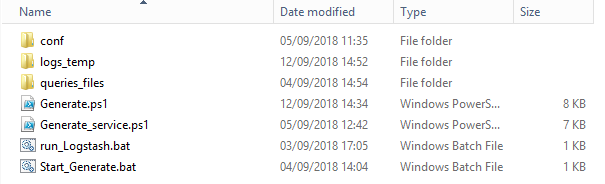 Name Date modified Type Size
conf 05/09/2018 11:35 File folder
logs_temp 12/09/2018 14:52 File folder
queries_files 04/09/2018 14:54 File folder
Generate.ps1 12/09/2018 14:34 Windows PowerS... 8 KB
Generate_service.ps1 05/09/2018 12:42 Windows PowerS... 7 KB
run_Logstash.bat 03/09/2018 17:05 Windows Batch File 1 KB
Start_Generate.bat 04/09/2018 14:04 Windows Batch File 1 KB